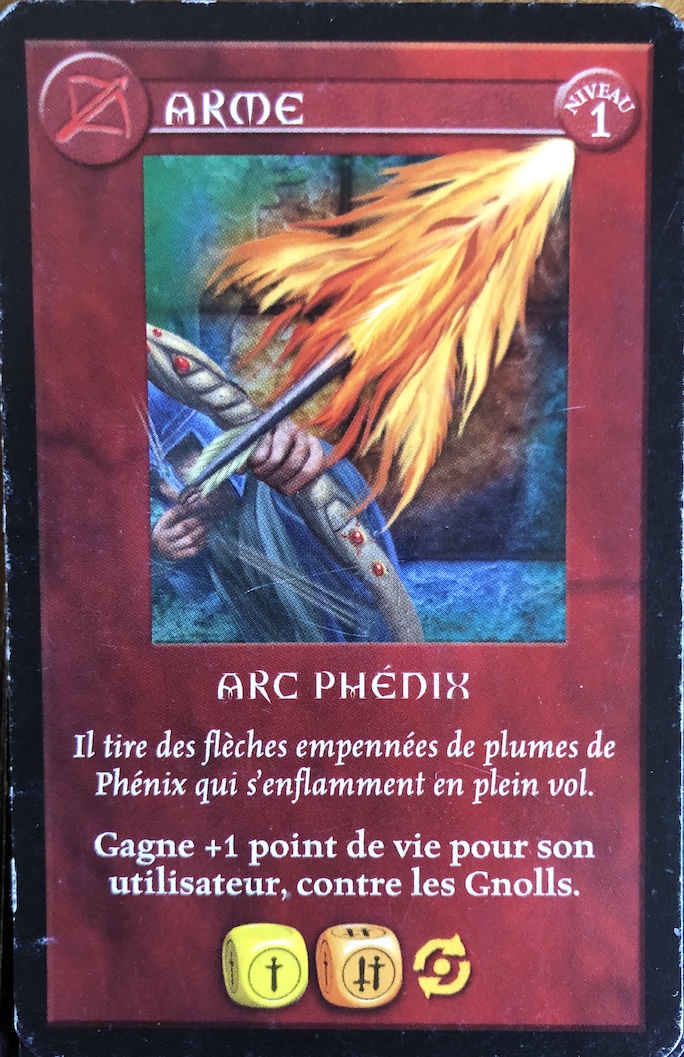 ARME
NIVEAU
1
ARC PHÉNIX
Il tire des flèches empennées de plumes de
Phénix qui s'enflamment en plein vol.
Gagne +1 point de vie pour son
utilisateur, contre les Gnolls.